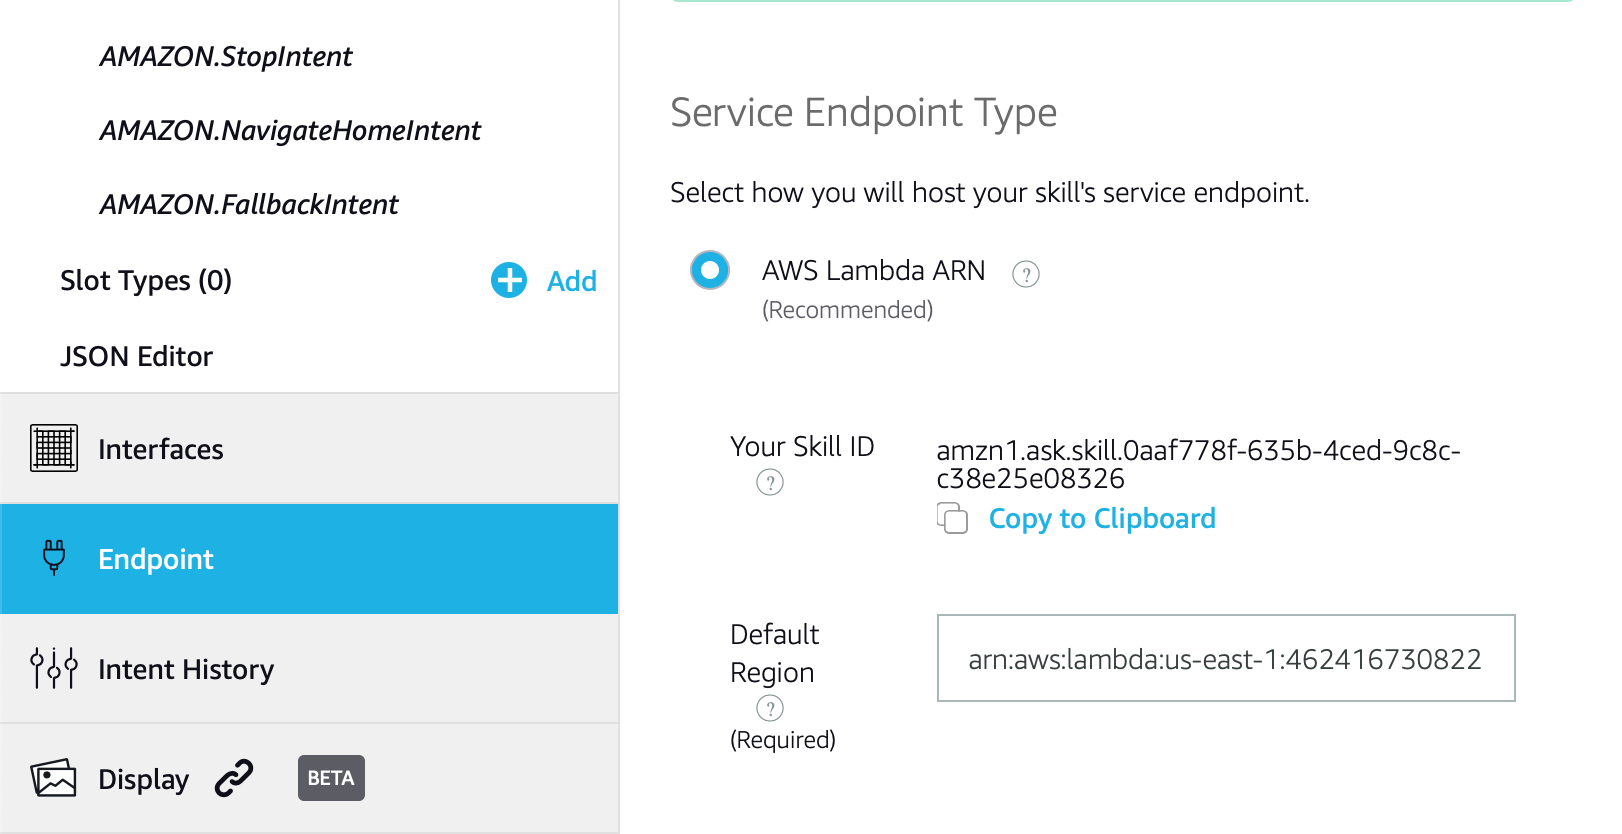 AMAZON.StopIntent
AMAZON.NavigateHomeIntent
AMAZON.FallbackIntent
Slot Types (0)
Add
JSON Editor
Interfaces
Endpoint
Intent History
Display
BETA
Service Endpoint Type
Select how you will host your skill's service endpoint.
AWS Lambda ARN ?
(Recommended)
Your Skill ID
?
amzn1.ask.skill.0aaf778f-635b-4ced-9c8c-
c38e25e08326
Copy to Clipboard
Default
Region
?
(Required)
arn:aws:lambda:us-east-1:462416730822